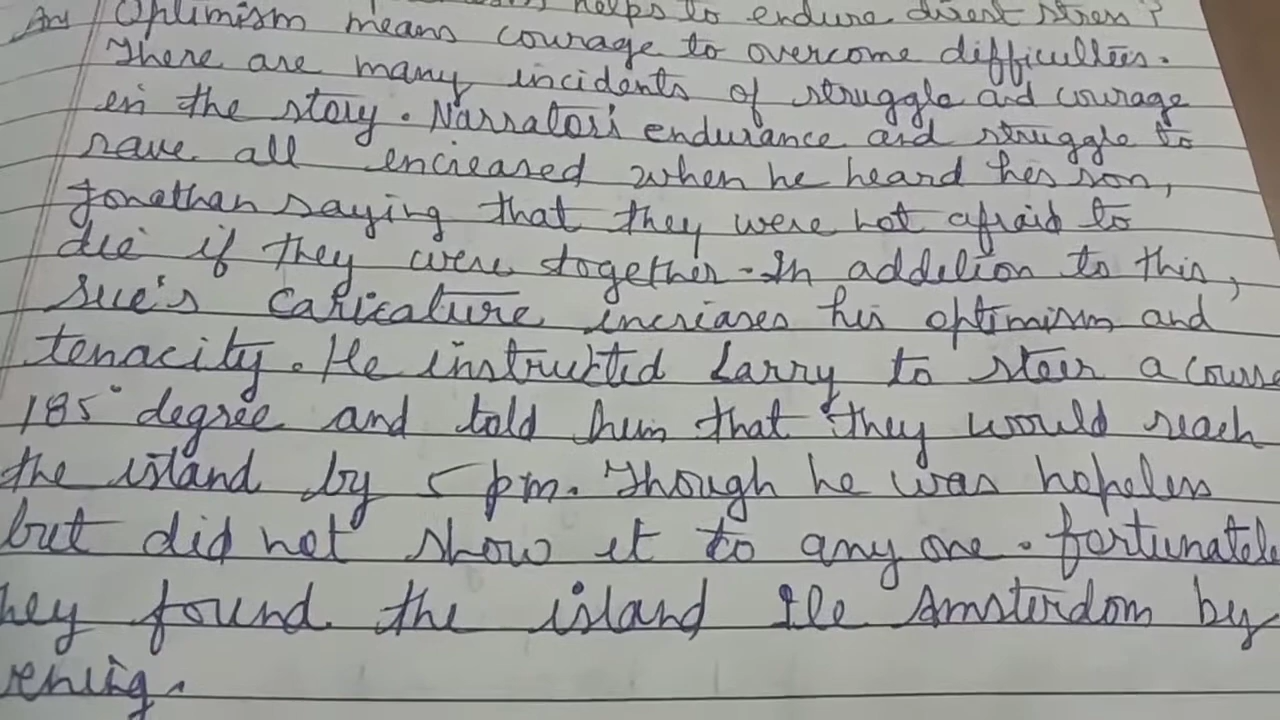 helps to endure direst stress?
Ans Optimism means courage to overcome difficulties.
There are many incidents of struggle and courage
in the story. Narrator's endurance and struggle to
save all encieased when he heard his son,
Jonathan saying that they were not afraid to
die if they were together. In addition to this,
Sue's caricature increases his optimism and
tenacity. He instructed Larry to steer a course
185° degree and told him that they would reach
the island by 5 pm. Though he was hopeless
but did not show it to any one. fortunatele
hey found the island Ile Amsterdom by
vening.